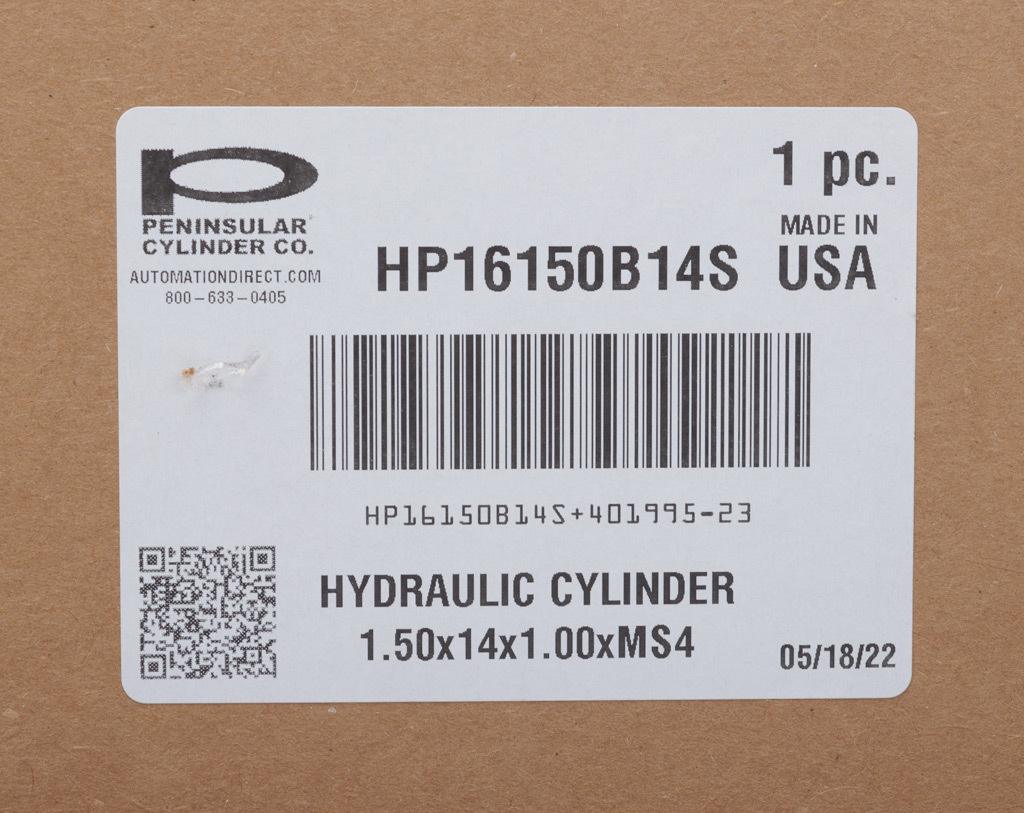 PENINSULAR
CYLINDER CO.
AUTOMATIONDIRECT.COM
800-633-0405
1 pc.
MADE IN
USA
HP16150B14S
HP16150B14S+401995-23
HYDRAULIC CYLINDER
1.50x14x1.00xMS4
05/18/22